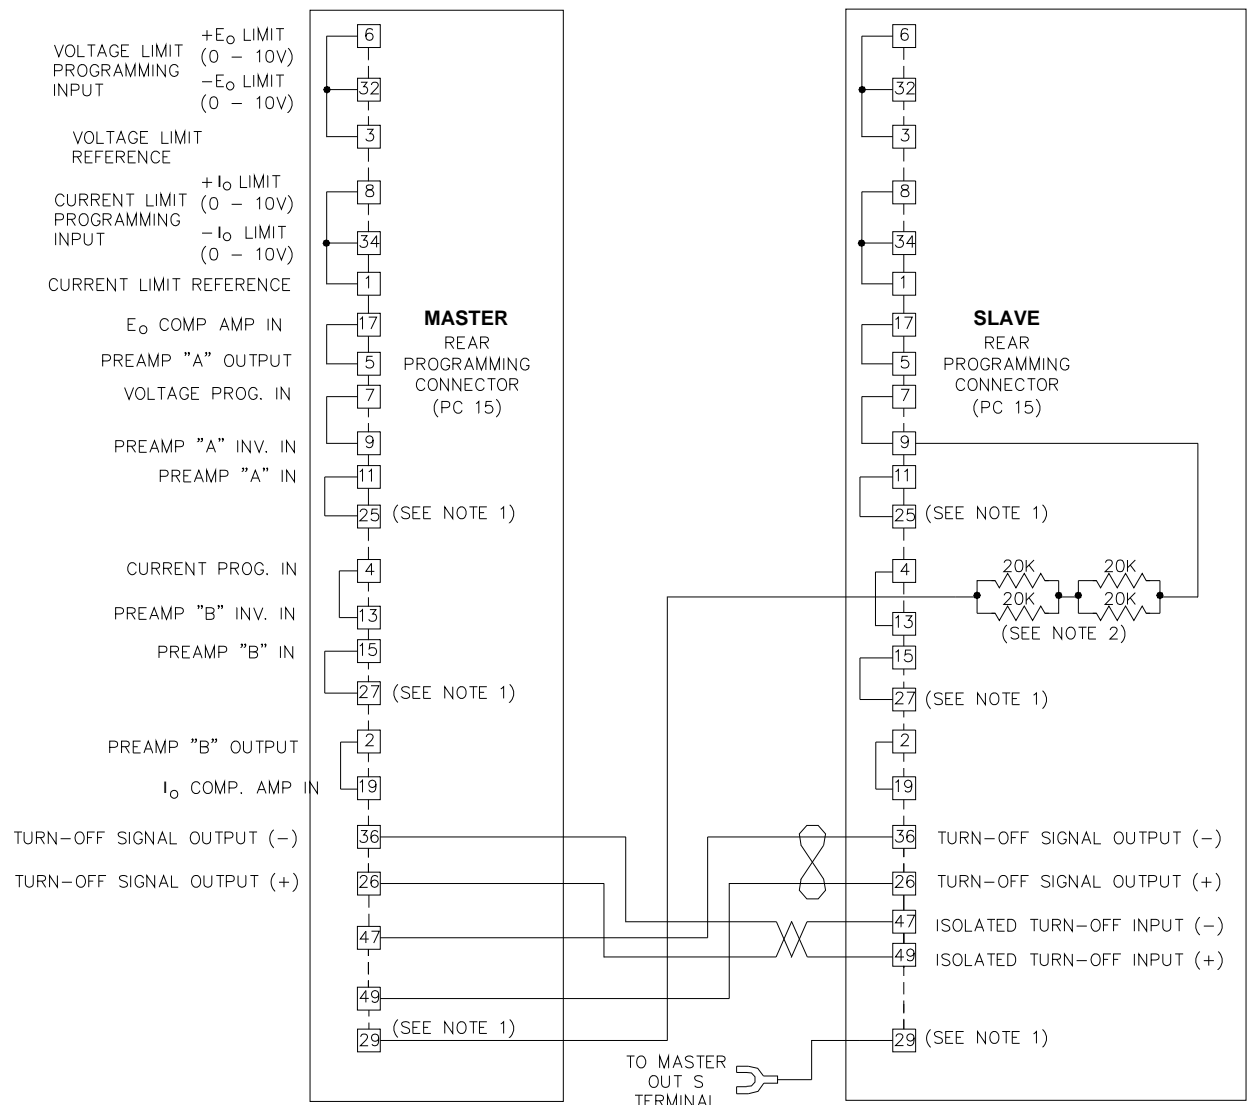 VOLTAGE LIMIT
PROGRAMMING
INPUT
+Eo LIMIT
(0 – 10V)
–Eo LIMIT
(0 – 10V)
VOLTAGE LIMIT
REFERENCE
CURRENT LIMIT
PROGRAMMING
INPUT
+Io LIMIT
(0 – 10V)
–Io LIMIT
(0 – 10V)
CURRENT LIMIT REFERENCE
Eo COMP AMP IN
PREAMP "A" OUTPUT
VOLTAGE PROG. IN
PREAMP "A" INV. IN
PREAMP "A" IN
CURRENT PROG. IN
PREAMP "B" INV. IN
PREAMP "B" IN
PREAMP "B" OUTPUT
Io COMP. AMP IN
TURN–OFF SIGNAL OUTPUT (–)
TURN–OFF SIGNAL OUTPUT (+)
6
32
3
8
34
1
17
5
7
9
11
25 (SEE NOTE 1)
4
13
15
27 (SEE NOTE 1)
2
19
36
26
47
49
29 (SEE NOTE 1)
MASTER
REAR
PROGRAMMING
CONNECTOR
(PC 15)
6
32
3
8
34
1
17
5
7
9
11
25 (SEE NOTE 1)
4
13
15
27 (SEE NOTE 1)
2
19
36 TURN–OFF SIGNAL OUTPUT (–)
26 TURN–OFF SIGNAL OUTPUT (+)
47 ISOLATED TURN–OFF INPUT (–)
49 ISOLATED TURN–OFF INPUT (+)
29 (SEE NOTE 1)
SLAVE
REAR
PROGRAMMING
CONNECTOR
(PC 15)
20K 20K
20K 20K
(SEE NOTE 2)
TO MASTER
OUT S
TERMINAL